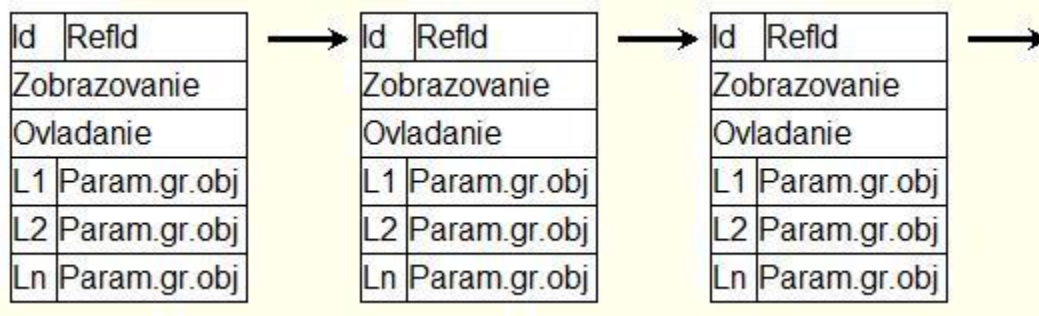 Id RefId
Zobrazovanie
Ovladanie
L1 Param.gr.obj
L2 Param.gr.obj
Ln Param.gr.obj
Id RefId
Zobrazovanie
Ovladanie
L1 Param.gr.obj
L2 Param.gr.obj
Ln Param.gr.obj
Id RefId
Zobrazovanie
Ovladanie
L1 Param.gr.obj
L2 Param.gr.obj
Ln Param.gr.obj